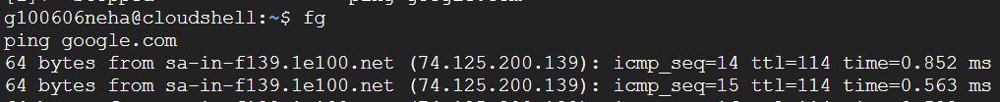 g100606neha@cloudshell:~$ fg
ping google.com
64 bytes from sa-in-f139.1e100.net (74.125.200.139): icmp_seq=14 ttl=114 time=0.852 ms
64 bytes from sa-in-f139.1e100.net (74.125.200.139): icmp_seq=15 ttl=114 time=0.563 ms